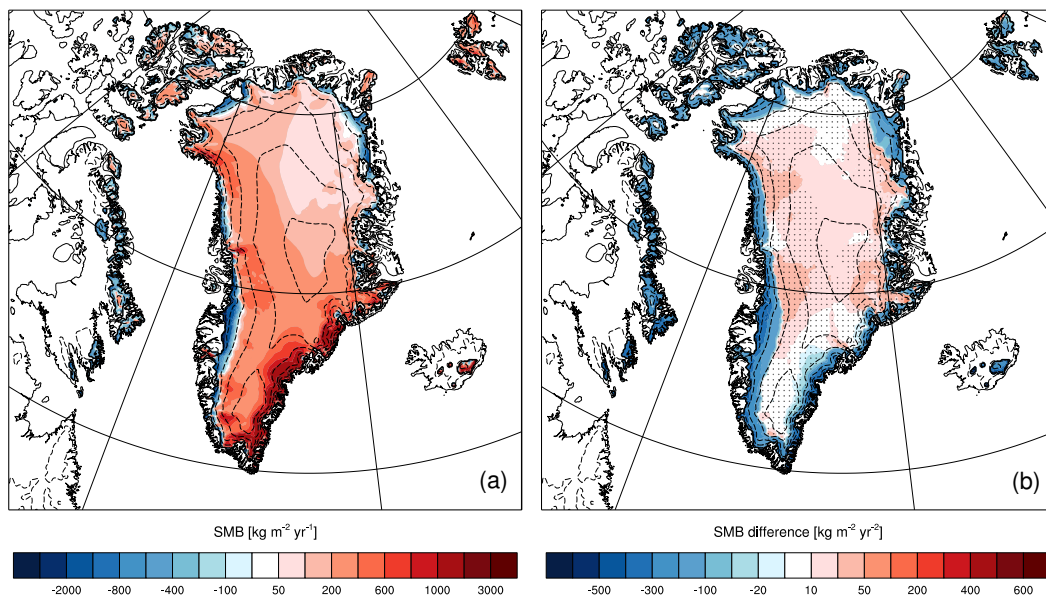 (a)
(b)
SMB [kg m⁻² yr⁻¹]
-2000 -800 -400 -100 50 200 600 1000 3000
SMB difference [kg m⁻² yr⁻²]
-500 -300 -100 -20 10 50 200 400 600